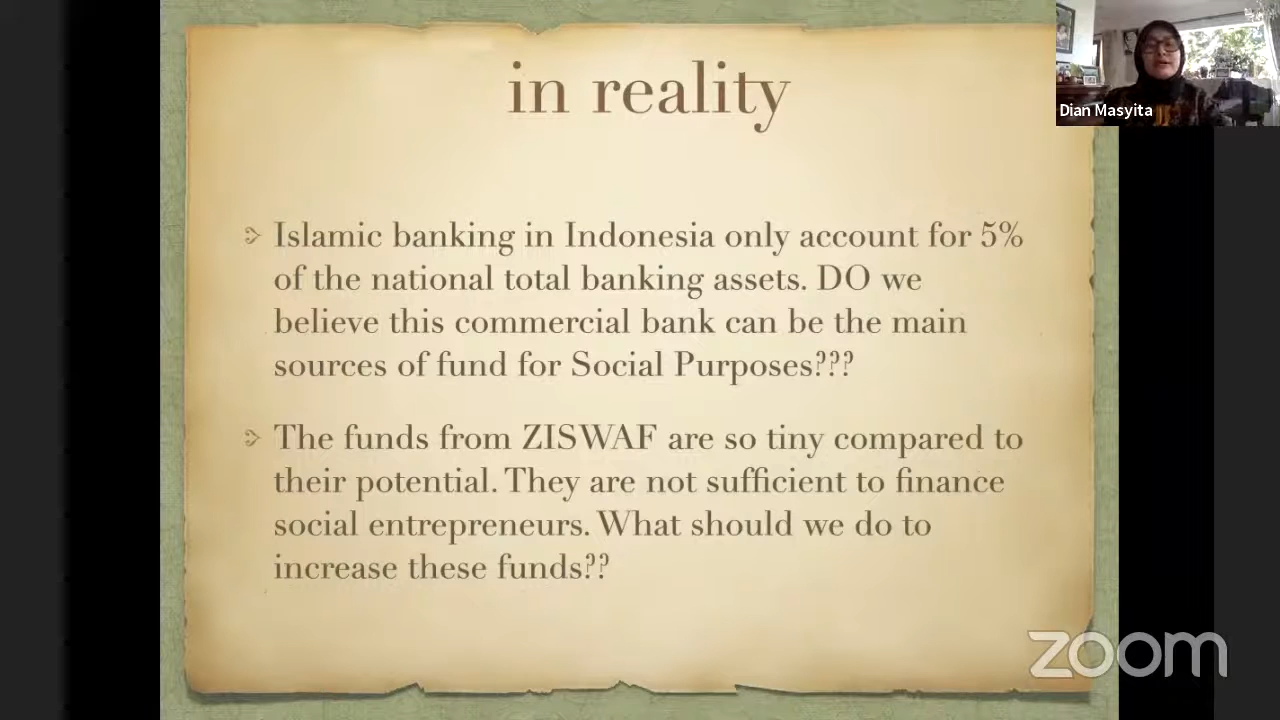 in reality
Dian Masyita
Islamic banking in Indonesia only account for 5%
of the national total banking assets. DO we
believe this commercial bank can be the main
sources of fund for Social Purposes???
The funds from ZISWAF are so tiny compared to
their potential. They are not sufficient to finance
social entrepreneurs. What should we do to
increase these funds??
zoom